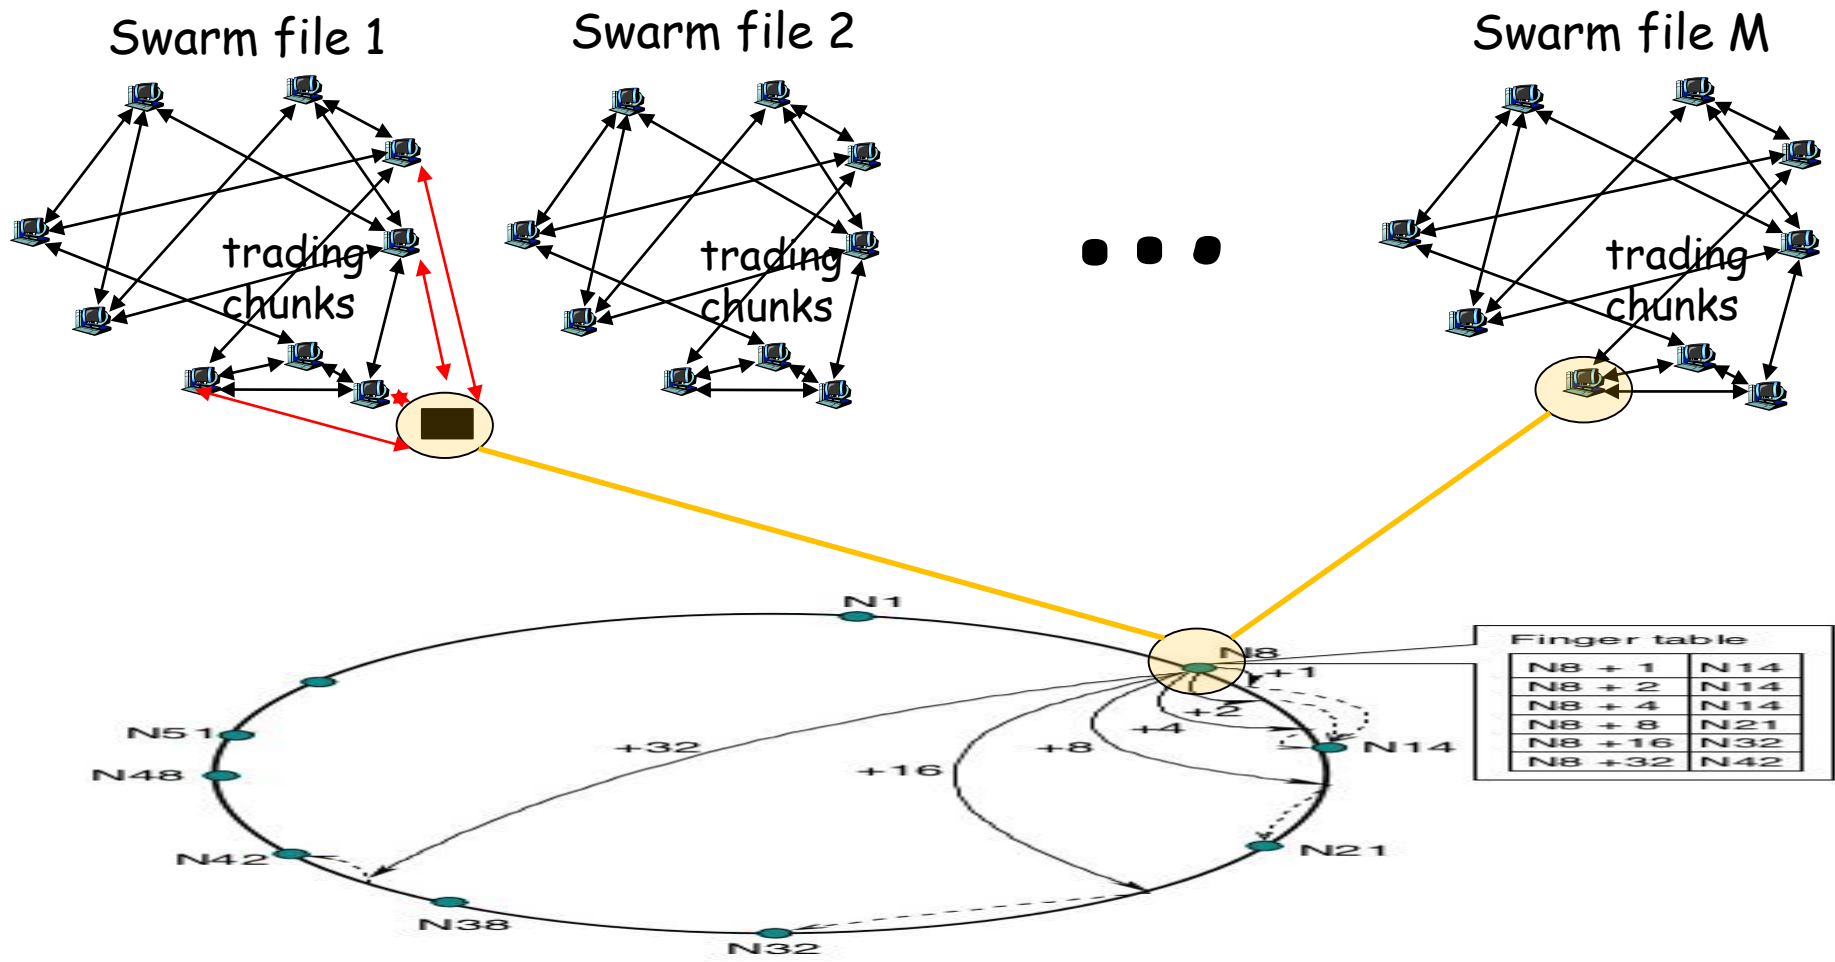 Swarm file 1
Swarm file 2
Swarm file M
trading
chunks
trading
chunks
trading
chunks
N1
N8
+1
+2
+4
+8
+16
+32
N14
N21
N32
N38
N42
N48
N51
Finger table
N8 + 1 N14
N8 + 2 N14
N8 + 4 N14
N8 + 8 N21
N8 +16 N32
N8 +32 N42